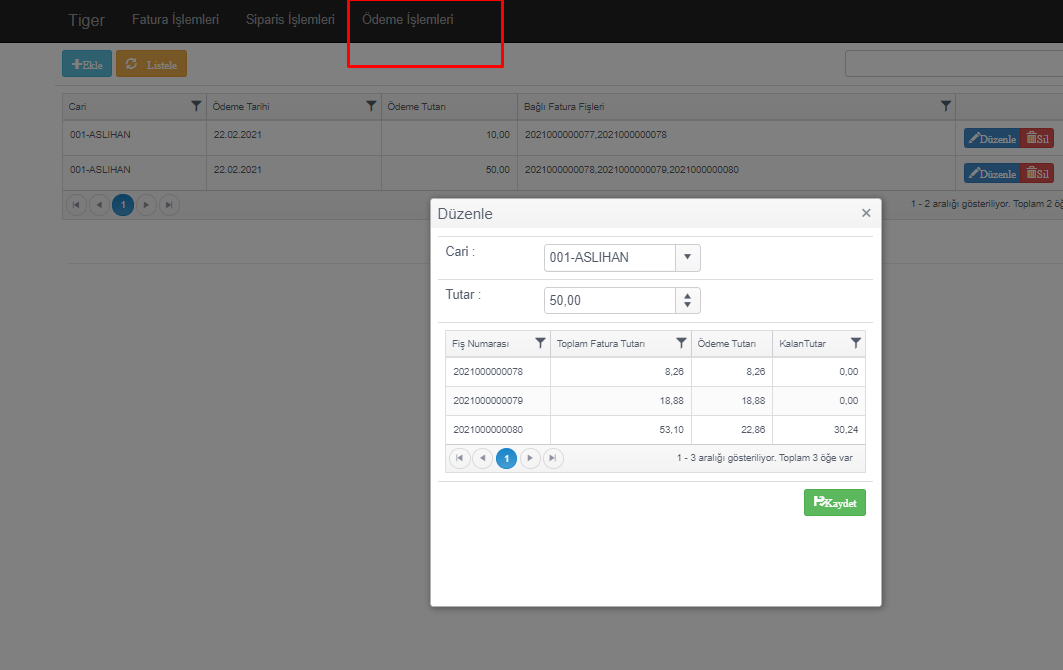 Tiger Fatura İşlemleri Siparis İşlemleri Ödeme İşlemleri
Ekle Listele
Cari Ödeme Tarihi Ödeme Tutarı Bağlı Fatura Fişleri
001-ASLIHAN 22.02.2021 10,00 2021000000077,2021000000078 Düzenle Sil
001-ASLIHAN 22.02.2021 50,00 2021000000078,2021000000079,2021000000080 Düzenle Sil
1 1 - 2 aralığı gösteriliyor. Toplam 2 öğ
Düzenle
Cari : 001-ASLIHAN
Tutar : 50,00
Fiş Numarası Toplam Fatura Tutarı Ödeme Tutarı KalanTutar
2021000000078 8,26 8,26 0,00
2021000000079 18,88 18,88 0,00
2021000000080 53,10 22,86 30,24
1 1 - 3 aralığı gösteriliyor. Toplam 3 öğe var
Kaydet